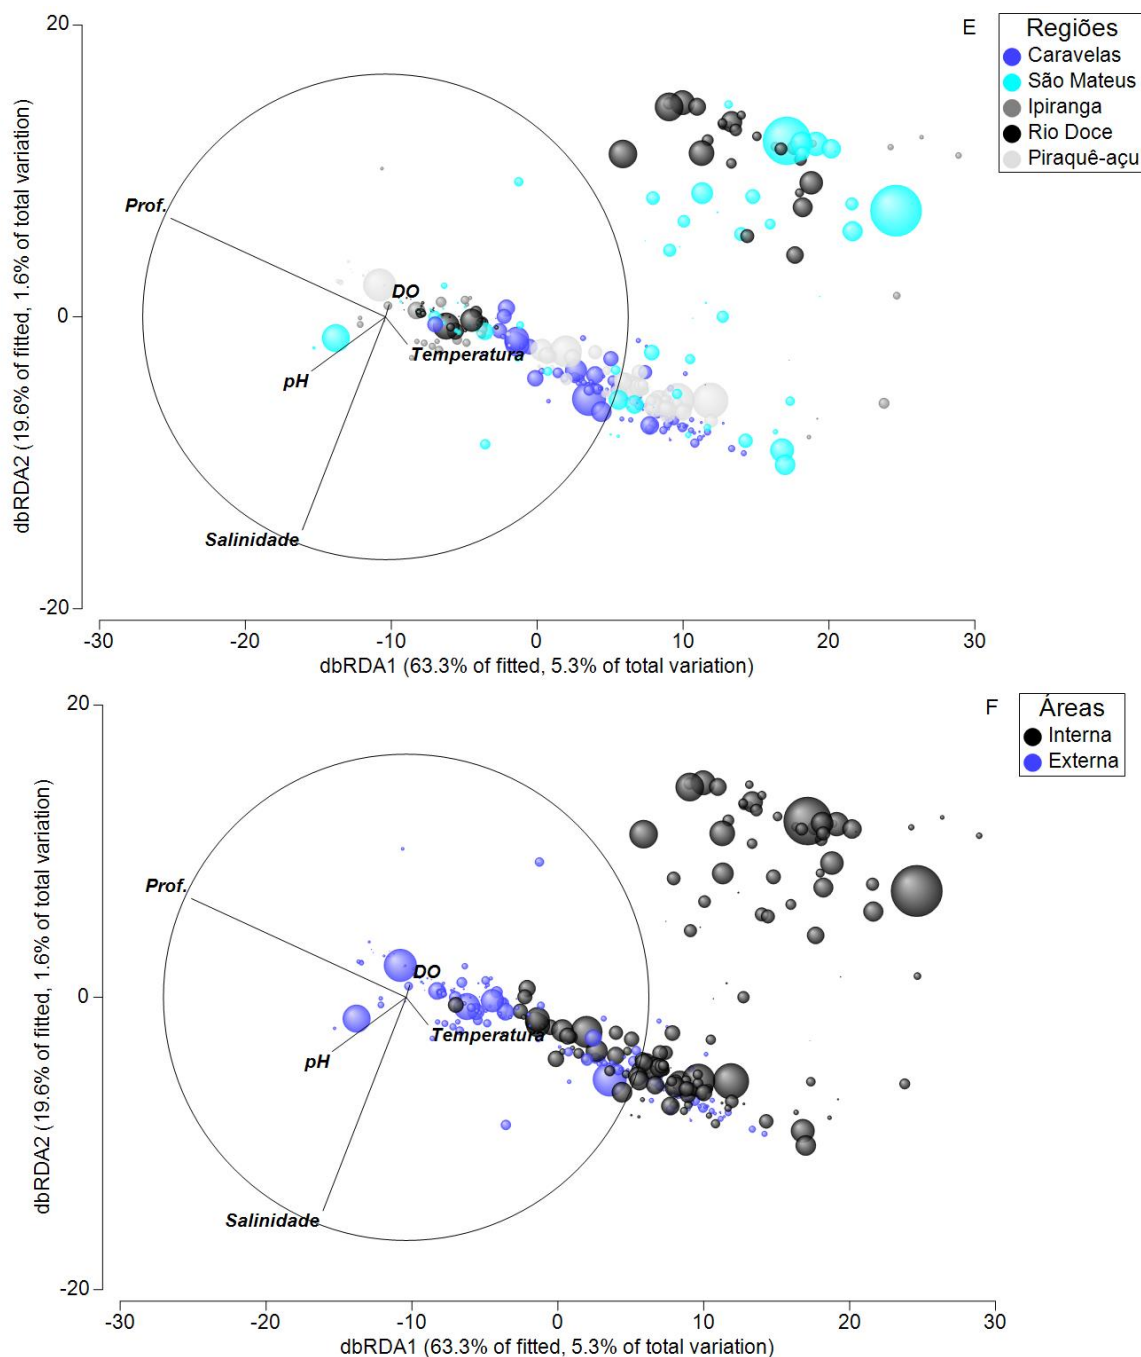 20
E
Regiões
Caravelas
São Mateus
Ipiranga
Rio Doce
Piraquê-açu
Prof.
DO
0
Temperatura
pH
Salinidade
-20
-30
-20
-10
0
10
20
30
dbRDA2 (19.6% of fitted, 1.6% of total variation)
dbRDA1 (63.3% of fitted, 5.3% of total variation)
20
F
Áreas
Interna
Externa
Prof.
DO
0
Temperatura
pH
Salinidade
-20
-30
-20
-10
0
10
20
30
dbRDA2 (19.6% of fitted, 1.6% of total variation)
dbRDA1 (63.3% of fitted, 5.3% of total variation)